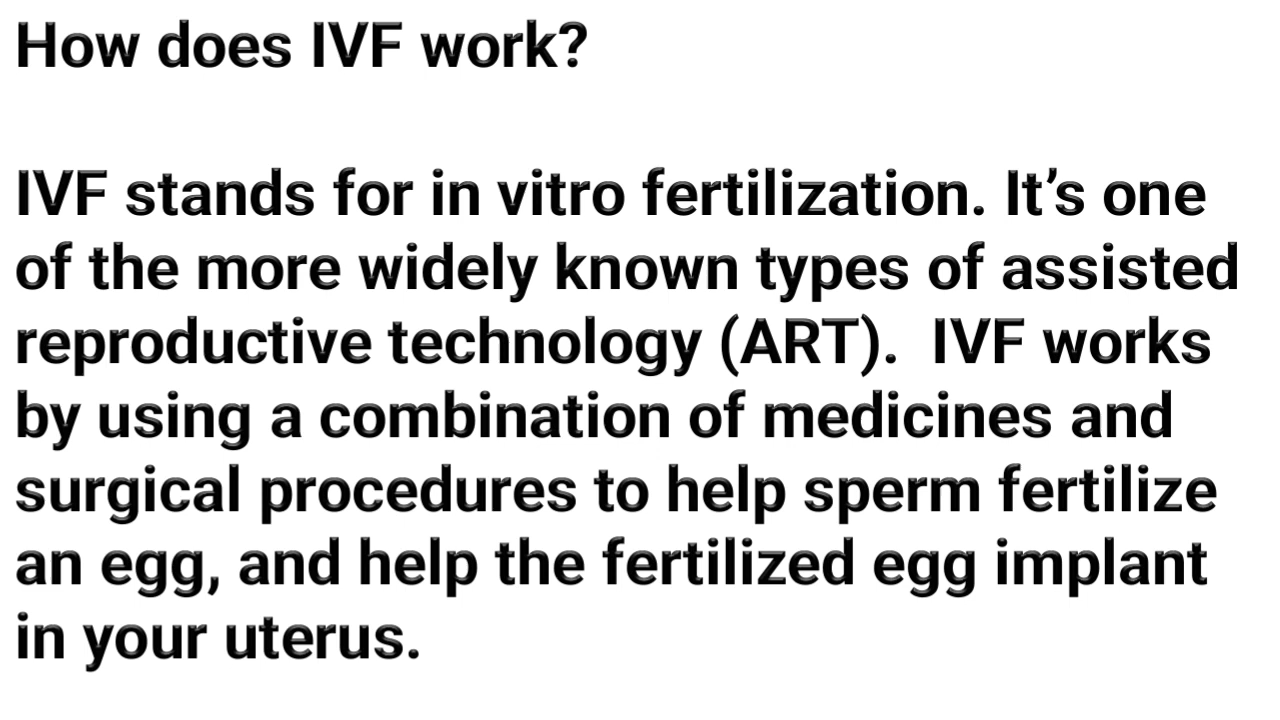 How does IVF work?
IVF stands for in vitro fertilization. It’s one
of the more widely known types of assisted
reproductive technology (ART).  IVF works
by using a combination of medicines and
surgical procedures to help sperm fertilize
an egg, and help the fertilized egg implant
in your uterus.